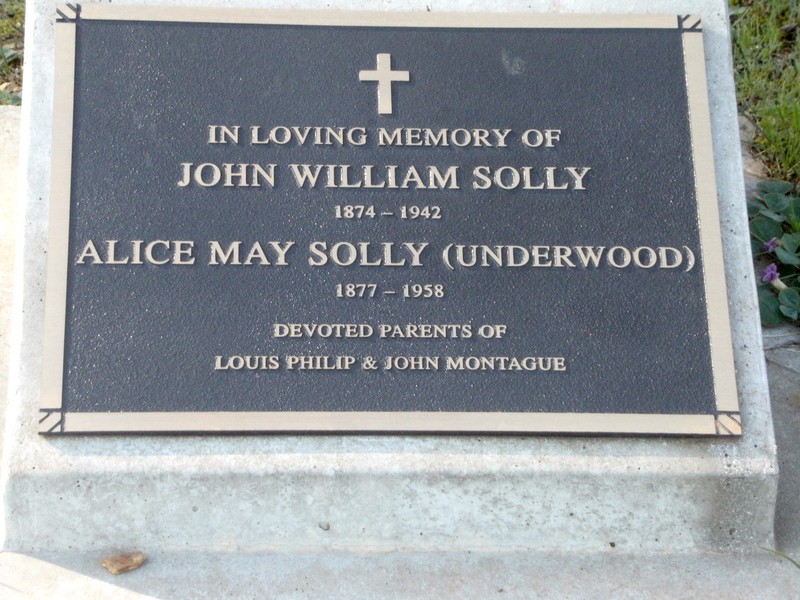 IN LOVING MEMORY OF
JOHN WILLIAM SOLLY
1874 – 1942
ALICE MAY SOLLY (UNDERWOOD)
1877 – 1958
DEVOTED PARENTS OF
LOUIS PHILIP & JOHN MONTAGUE